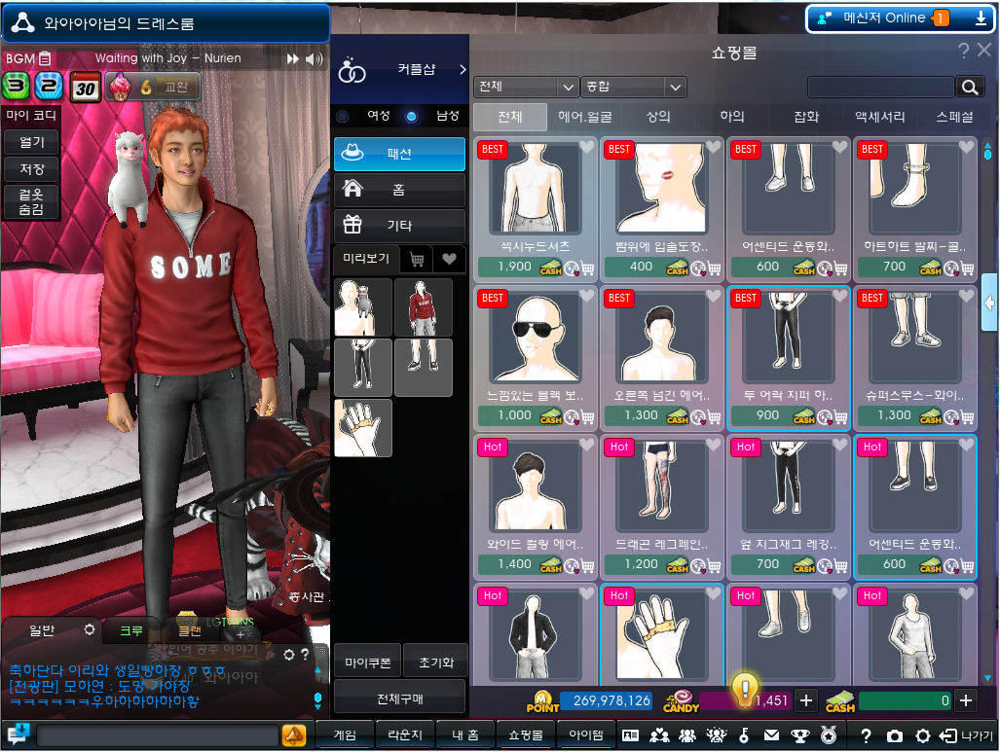 와아아아님의 드레스룸
메신저 Online 1
BGM Waiting with Joy – Nurien
3 2 30 6 교환
마이 코디
열기
저장
겉옷
숨김
SOME
커플샵
여성 남성
패션
홈
기타
미리보기
마이쿠폰 초기화
전체구매
쇼핑몰
?
전체 종합
전체 헤어.얼굴 상의 하의 잡화 액세서리 스페셜
BEST BEST BEST BEST
섹시누드셔츠 뺨위에 입술도장.. 어센티드 운동화.. 하트하트 발찌-골..
1,900 CASH 400 CASH 600 CASH 700 CASH
BEST BEST BEST BEST
느낌있는 블랙 보.. 오른쪽 넘긴 헤어.. 투 어락 지퍼 하.. 슈퍼스무스-화이..
1,000 CASH 1,300 CASH 900 CASH 1,300 CASH
Hot Hot Hot Hot
와이드 컬링 헤어.. 드래곤 레그페인.. 옆 지그재그 레깅.. 어센티드 운동화..
1,400 CASH 1,200 CASH 700 CASH 600 CASH
Hot Hot Hot Hot
M POINT 269,978,126 CANDY 1,451 + CASH 0 +
종사관
LGTWINS
일반 크루 클랜
인어 공주 이야기
?
와아아아
축하단다 이리와 생일빵하장 ㅎㅎㅎ
[전광판] 모하연 : 도망 가야징
ㅋㅋㅋㅋㅋㅋ우하아아아아아핳
게임 라운지 내 홈 쇼핑몰 아이템 ? 나가기